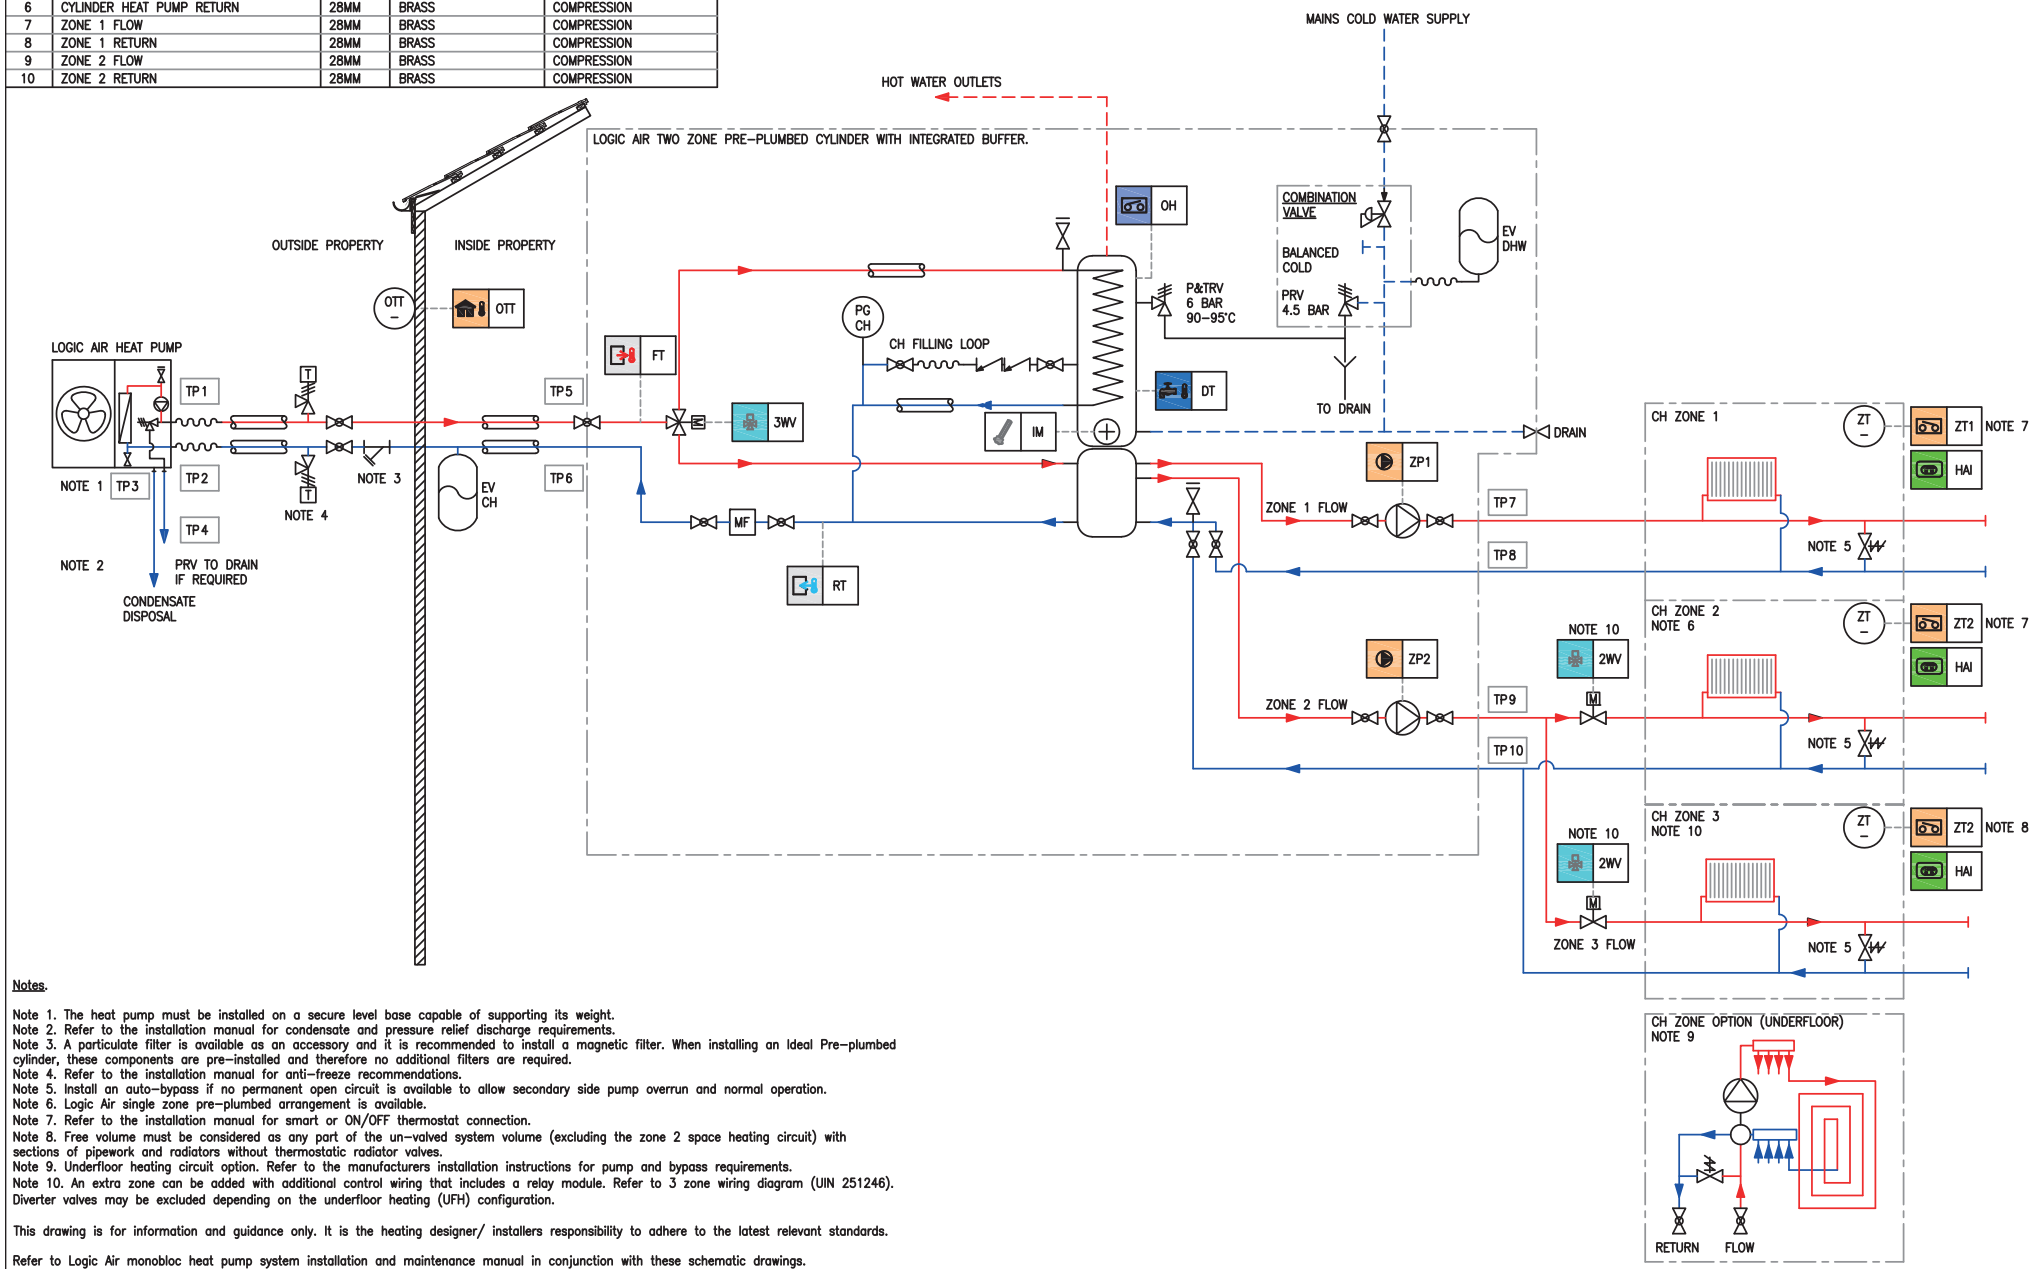 6 CYLINDER HEAT PUMP RETURN 28MM BRASS COMPRESSION
7 ZONE 1 FLOW 28MM BRASS COMPRESSION
8 ZONE 1 RETURN 28MM BRASS COMPRESSION
9 ZONE 2 FLOW 28MM BRASS COMPRESSION
10 ZONE 2 RETURN 28MM BRASS COMPRESSION
MAINS COLD WATER SUPPLY
HOT WATER OUTLETS
LOGIC AIR TWO ZONE PRE-PLUMBED CYLINDER WITH INTEGRATED BUFFER.
OUTSIDE PROPERTY
INSIDE PROPERTY
OTT
–
OTT
LOGIC AIR HEAT PUMP
TP1
TP2
TP3
TP4
T
T
NOTE 1
NOTE 2
NOTE 3
NOTE 4
PRV TO DRAIN
IF REQUIRED
CONDENSATE
DISPOSAL
EV
CH
TP5
TP6
FT
M
3WV
PG
CH
CH FILLING LOOP
IM
MF
RT
OH
P&TRV
6 BAR
90-95°C
DT
COMBINATION
VALVE
BALANCED
COLD
PRV
4.5 BAR
EV
DHW
TO DRAIN
DRAIN
ZP1
ZONE 1 FLOW
TP7
TP8
ZP2
ZONE 2 FLOW
TP9
TP10
CH ZONE 1
ZT
–
ZT1 NOTE 7
HAI
NOTE 5
CH ZONE 2
NOTE 6
ZT
–
ZT2 NOTE 7
HAI
NOTE 10
2WV
M
NOTE 5
CH ZONE 3
NOTE 10
ZT
–
ZT2 NOTE 8
HAI
NOTE 10
2WV
M
ZONE 3 FLOW
NOTE 5
CH ZONE OPTION (UNDERFLOOR)
NOTE 9
RETURN
FLOW
Notes.
Note 1. The heat pump must be installed on a secure level base capable of supporting its weight.
Note 2. Refer to the installation manual for condensate and pressure relief discharge requirements.
Note 3. A particulate filter is available as an accessory and it is recommended to install a magnetic filter. When installing an Ideal Pre-plumbed
cylinder, these components are pre-installed and therefore no additional filters are required.
Note 4. Refer to the installation manual for anti-freeze recommendations.
Note 5. Install an auto-bypass if no permanent open circuit is available to allow secondary side pump overrun and normal operation.
Note 6. Logic Air single zone pre-plumbed arrangement is available.
Note 7. Refer to the installation manual for smart or ON/OFF thermostat connection.
Note 8. Free volume must be considered as any part of the un-valved system volume (excluding the zone 2 space heating circuit) with
sections of pipework and radiators without thermostatic radiator valves.
Note 9. Underfloor heating circuit option. Refer to the manufacturers installation instructions for pump and bypass requirements.
Note 10. An extra zone can be added with additional control wiring that includes a relay module. Refer to 3 zone wiring diagram (UIN 251246).
Diverter valves may be excluded depending on the underfloor heating (UFH) configuration.
This drawing is for information and guidance only. It is the heating designer/ installers responsibility to adhere to the latest relevant standards.
Refer to Logic Air monobloc heat pump system installation and maintenance manual in conjunction with these schematic drawings.